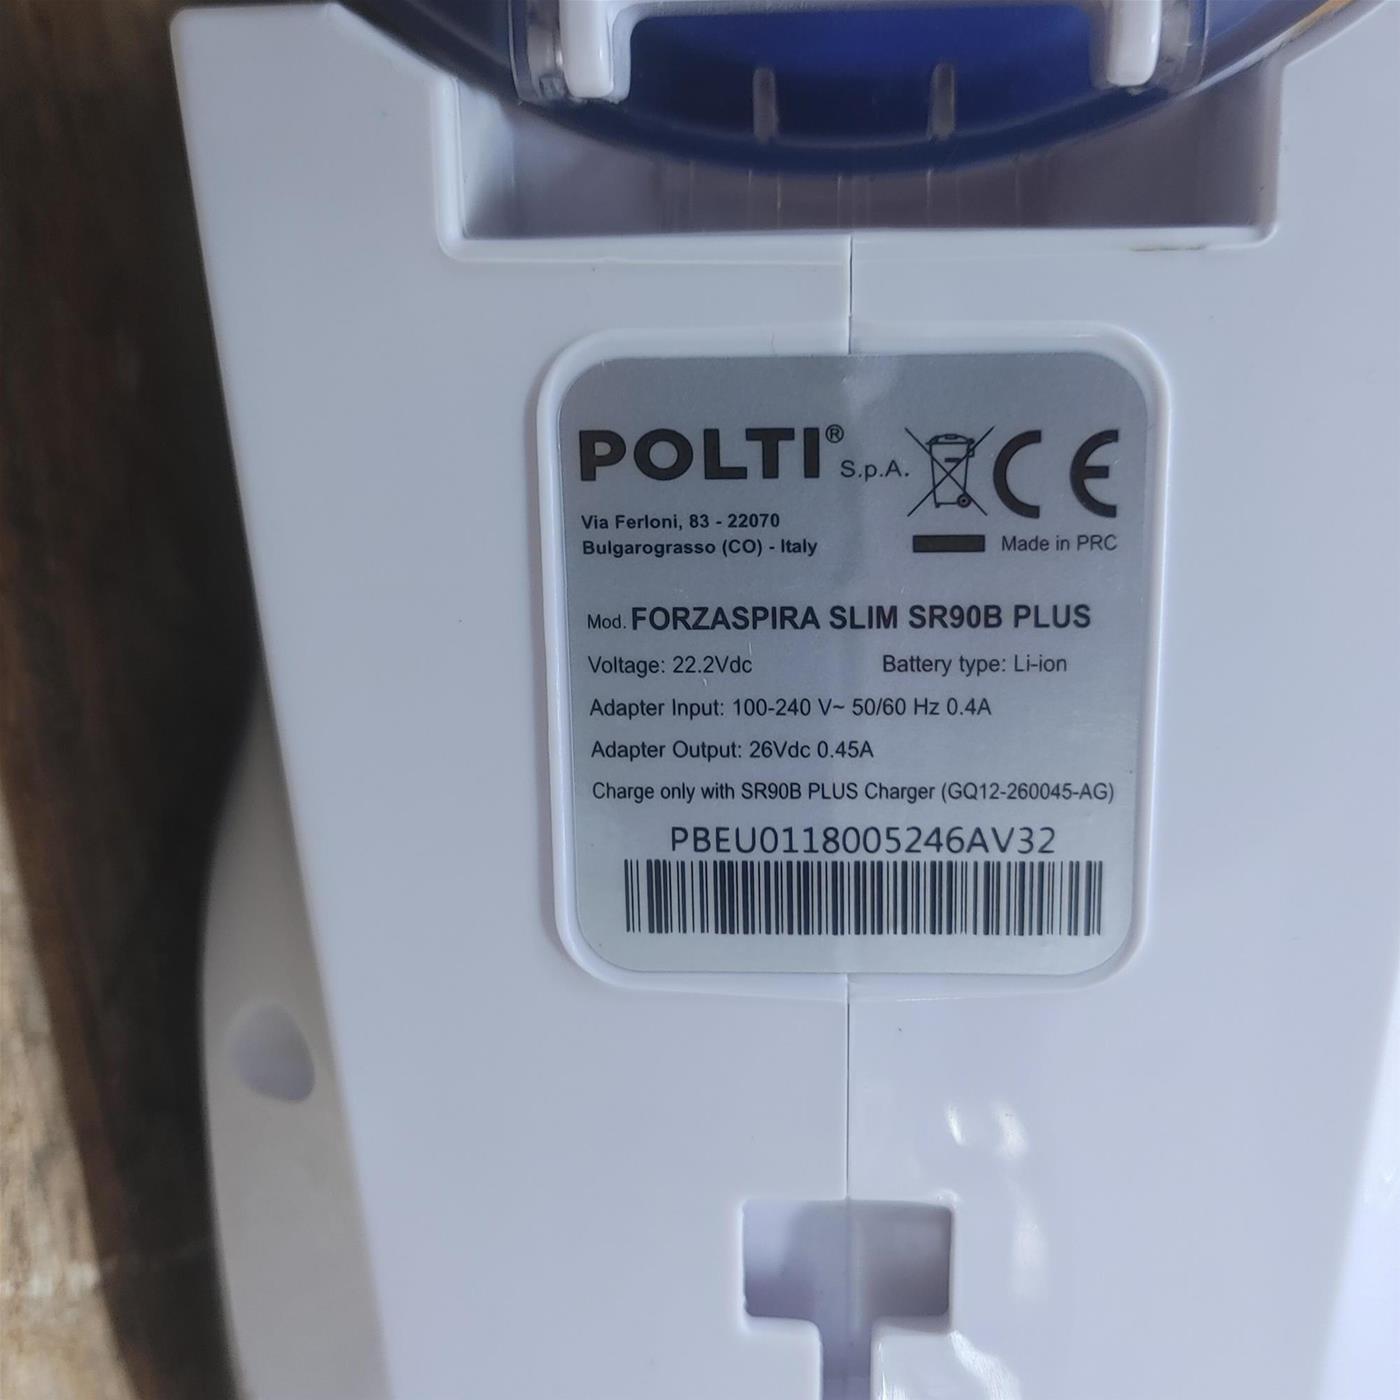 POLTI® S.p.A. CE
Via Ferloni, 83 - 22070
Bulgarograsso (CO) - Italy
Made in PRC
Mod. FORZASPIRA SLIM SR90B PLUS
Voltage: 22.2Vdc Battery type: Li-ion
Adapter Input: 100-240 V~ 50/60 Hz 0.4A
Adapter Output: 26Vdc 0.45A
Charge only with SR90B PLUS Charger (GQ12-260045-AG)
PBEU0118005246AV32